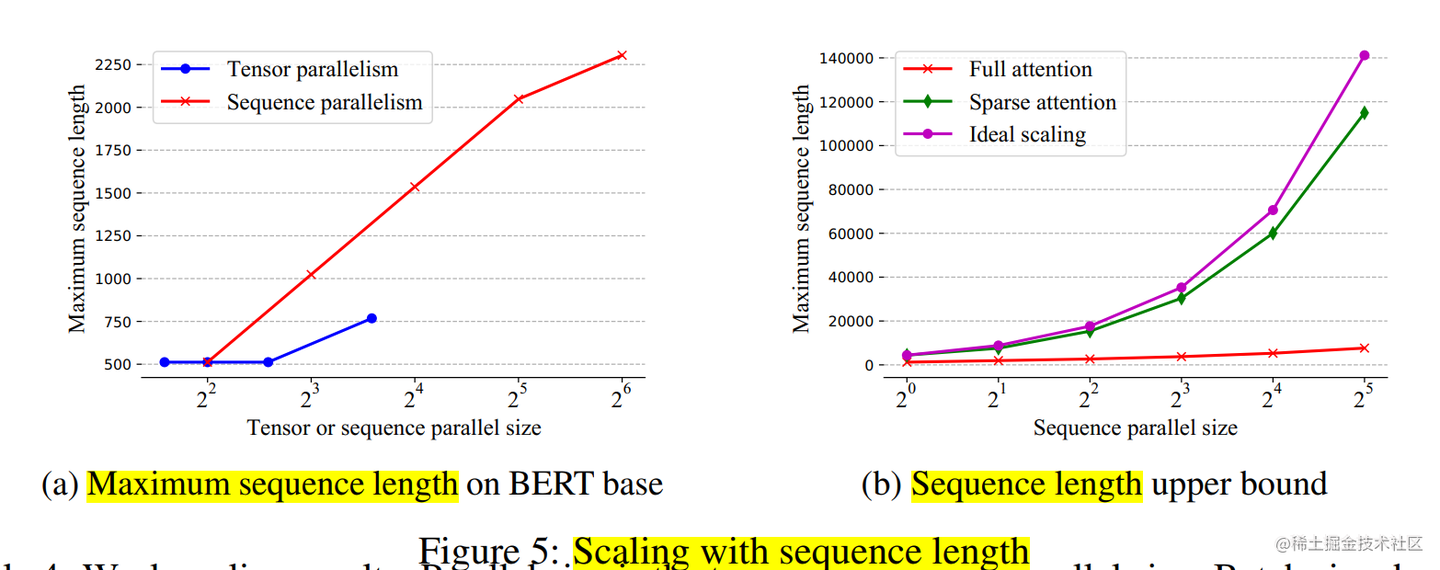 2250
2000
1750
1500
1250
1000
750
500
Maximum sequence length
Tensor parallelism
Sequence parallelism
2^2 2^3 2^4 2^5 2^6
Tensor or sequence parallel size
(a) Maximum sequence length on BERT base
140000
120000
100000
80000
60000
40000
20000
0
Maximum sequence length
Full attention
Sparse attention
Ideal scaling
2^0 2^1 2^2 2^3 2^4 2^5
Sequence parallel size
(b) Sequence length upper bound
Figure 5: Scaling with sequence length
@稀土掘金技术社区